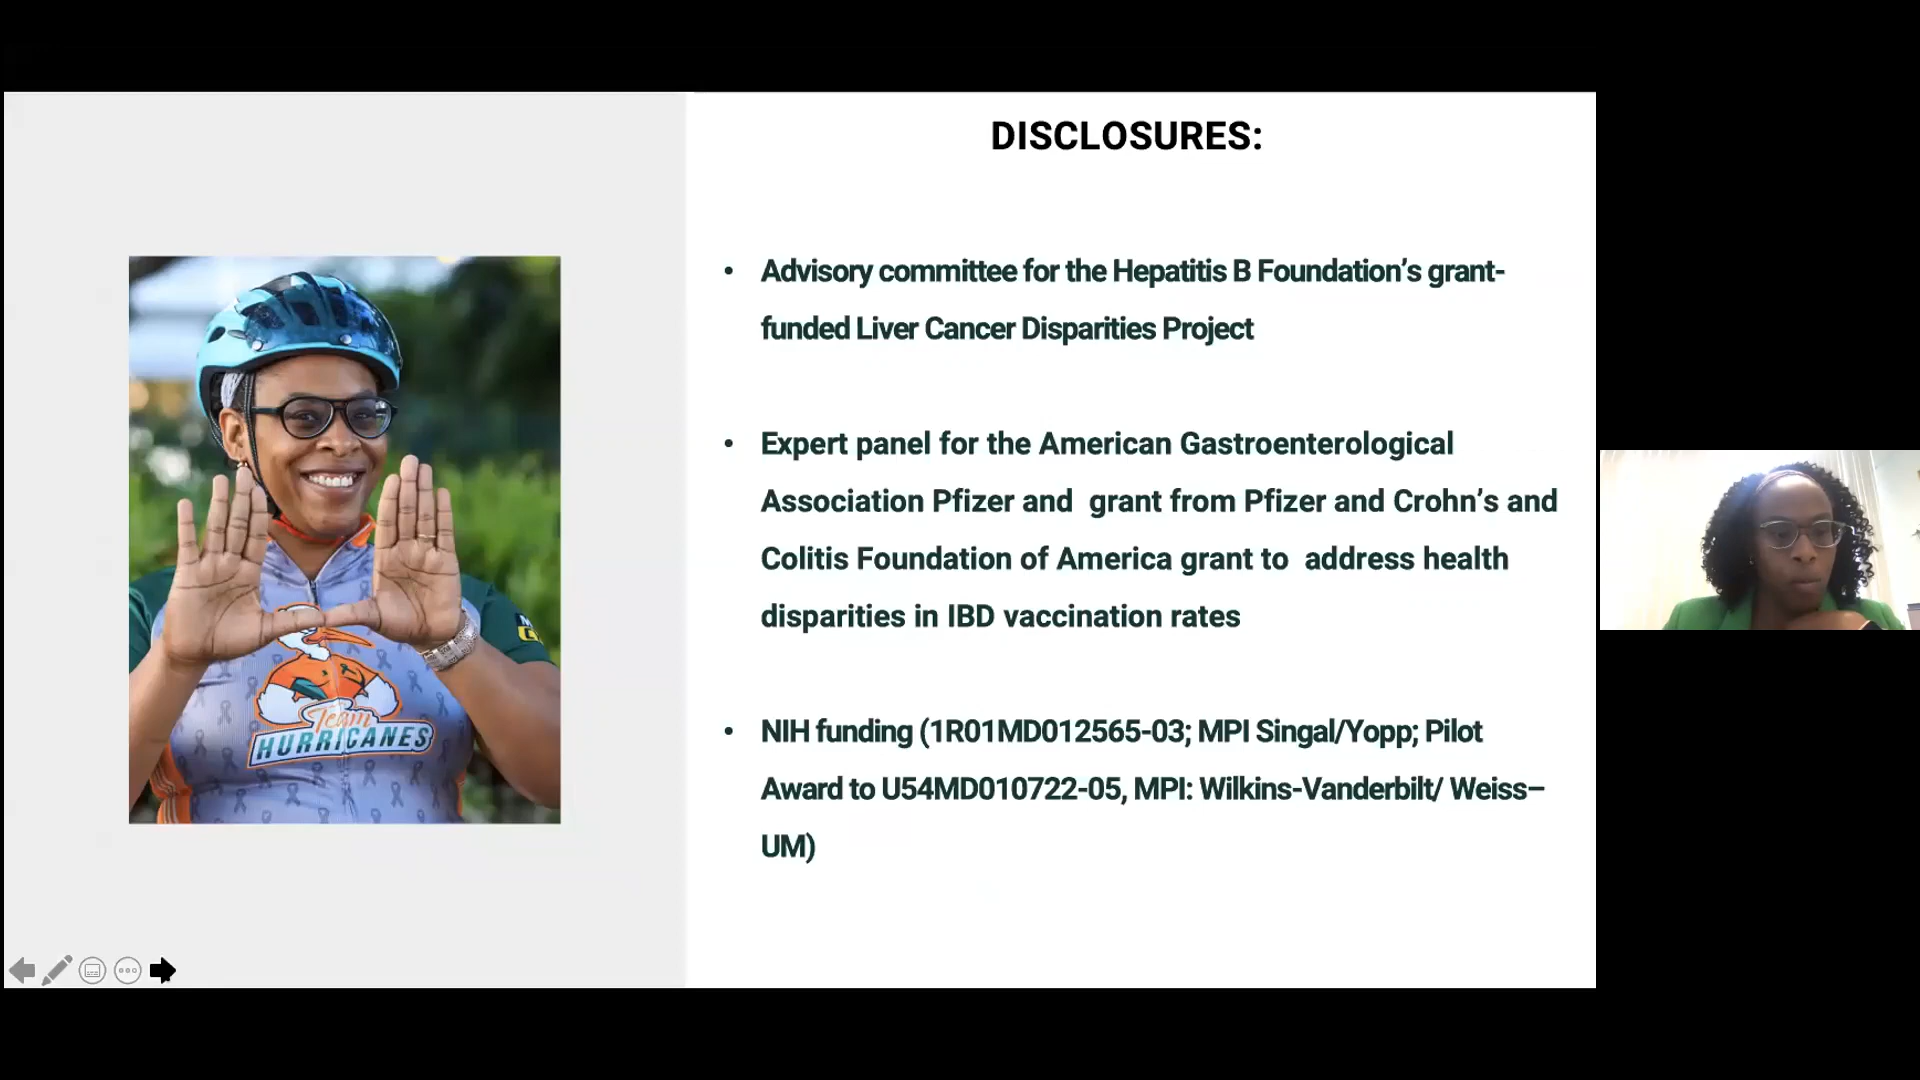 DISCLOSURES:
• Advisory committee for the Hepatitis B Foundation’s grant-
funded Liver Cancer Disparities Project
• Expert panel for the American Gastroenterological
Association Pfizer and  grant from Pfizer and Crohn’s and
Colitis Foundation of America grant to  address health
disparities in IBD vaccination rates
• NIH funding (1R01MD012565-03; MPI Singal/Yopp; Pilot
Award to U54MD010722-05, MPI: Wilkins-Vanderbilt/ Weiss–
UM)
Team
HURRICANES